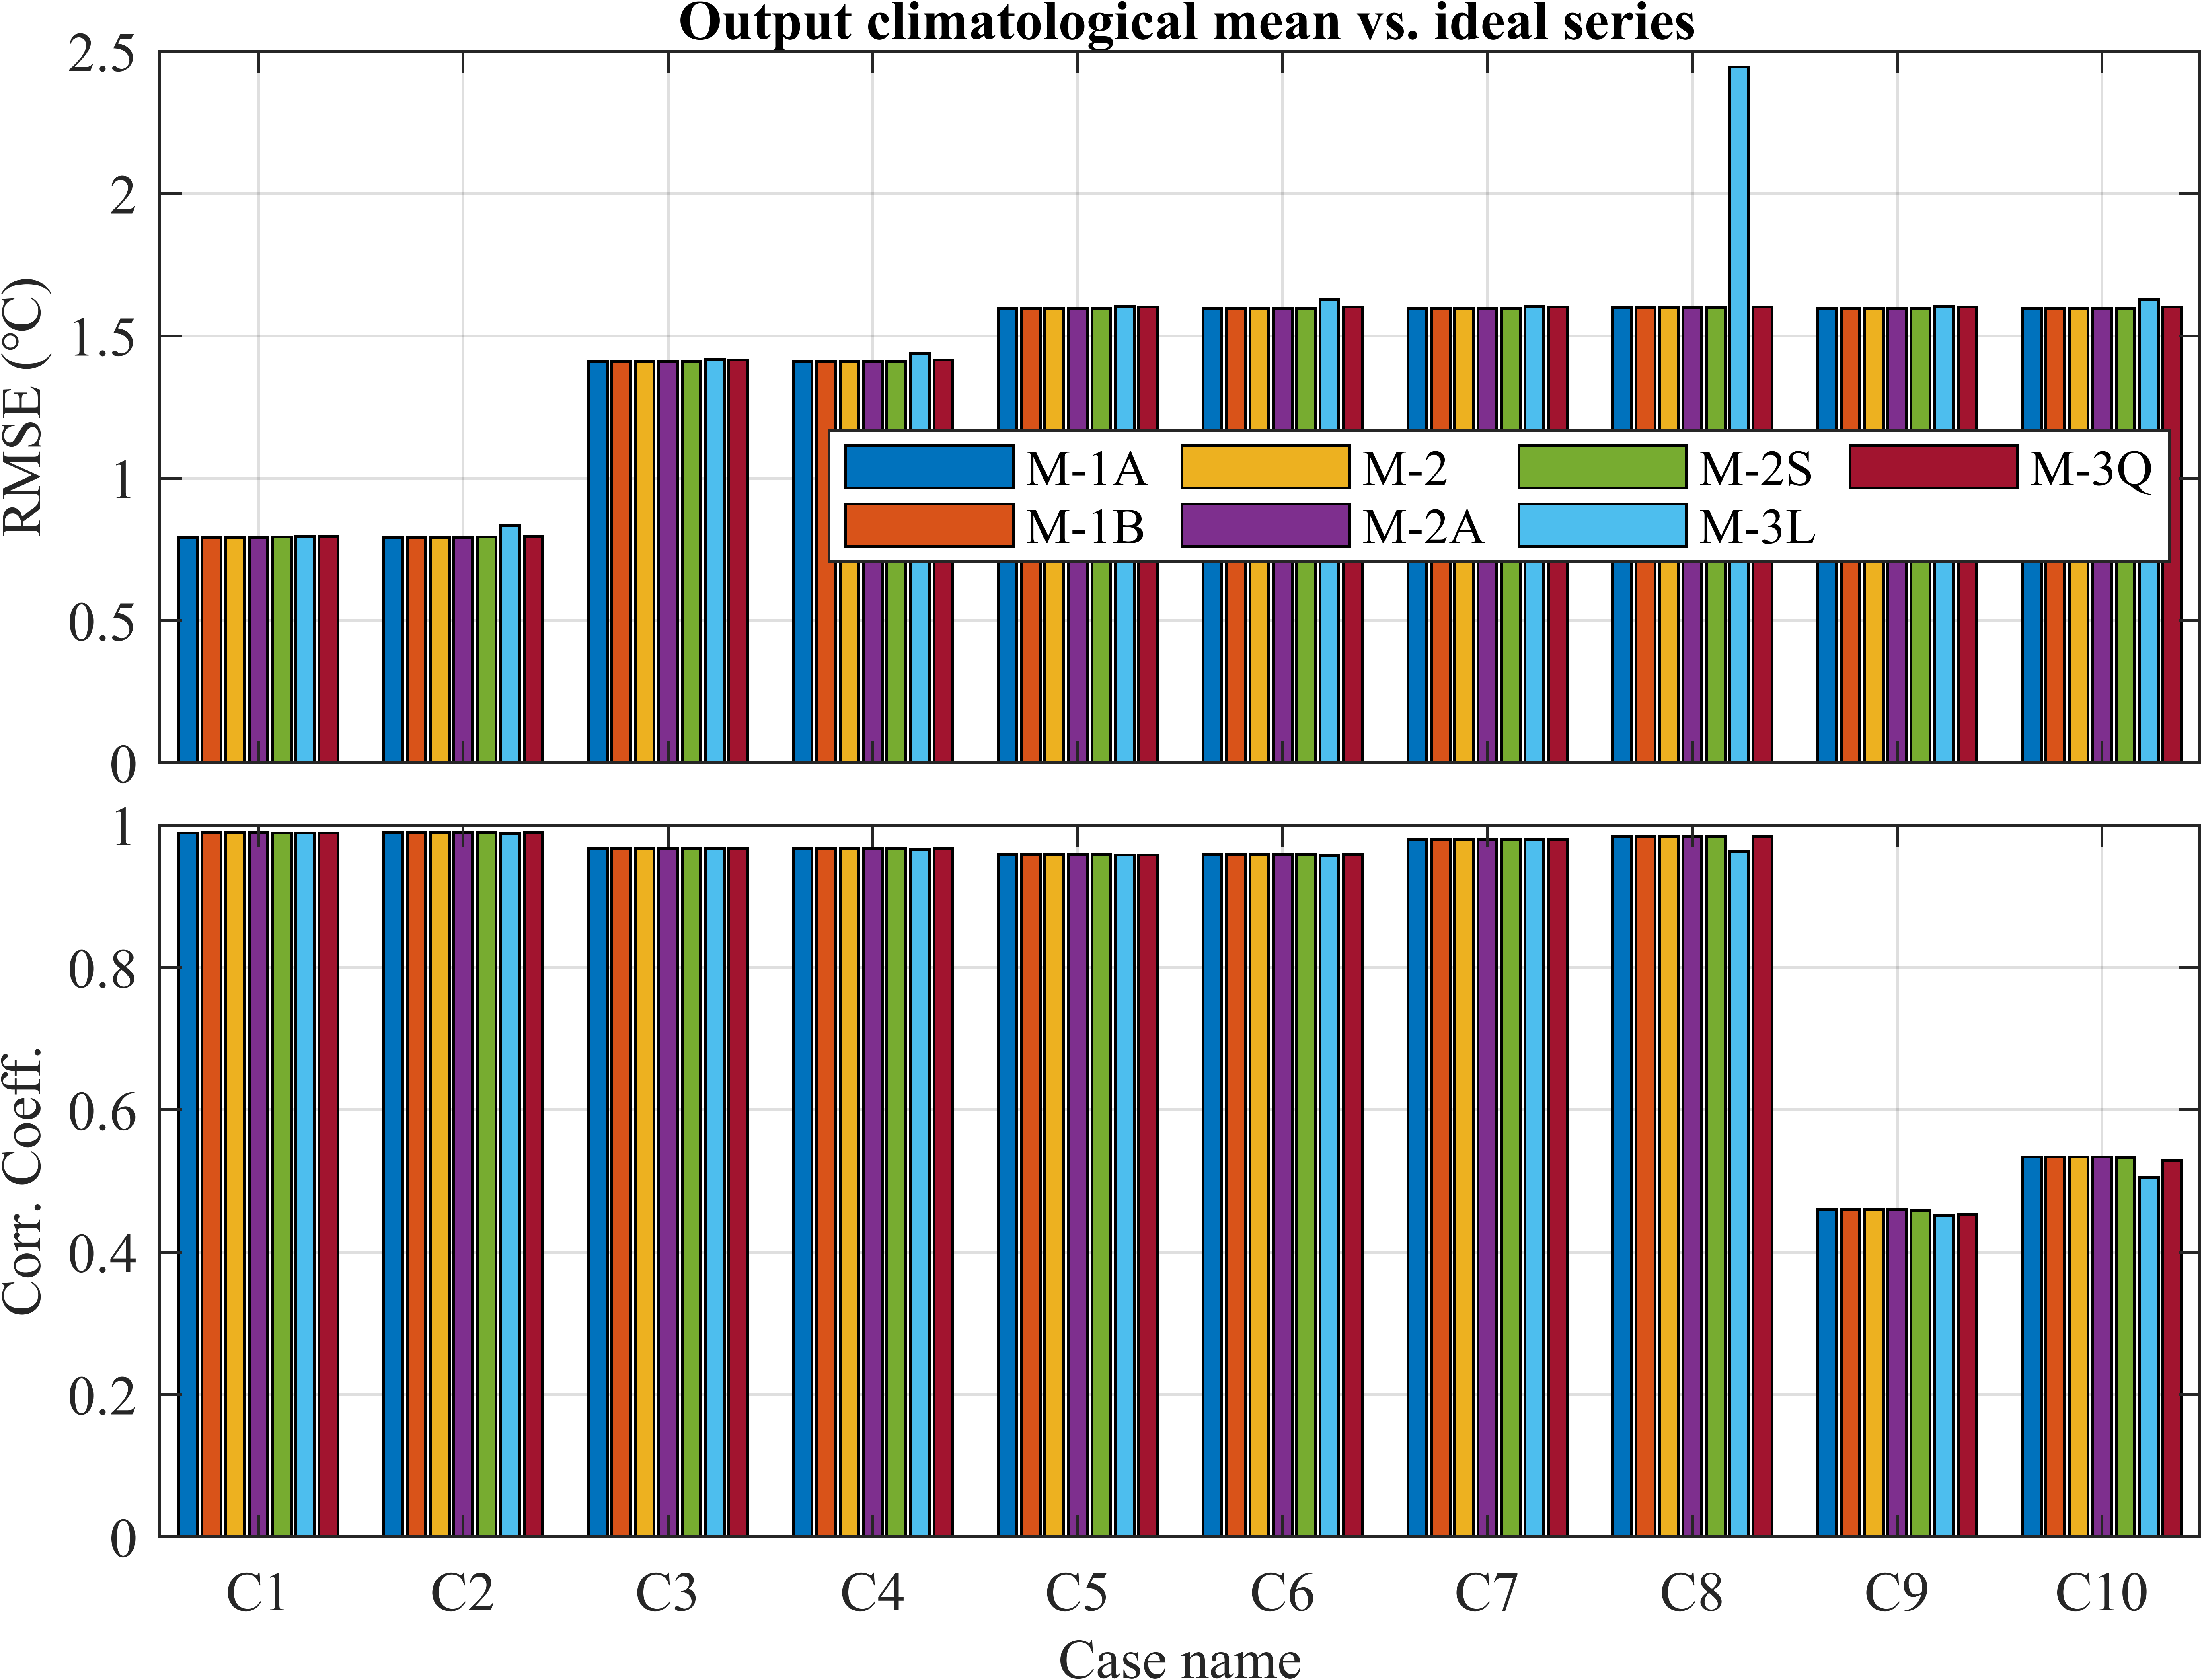 Output climatological mean vs. ideal series
2.5
2
1.5
1
0.5
0
RMSE (°C)
M-1A M-2 M-2S M-3Q
M-1B M-2A M-3L
1
0.8
0.6
0.4
0.2
0
Corr. Coeff.
C1 C2 C3 C4 C5 C6 C7 C8 C9 C10
Case name